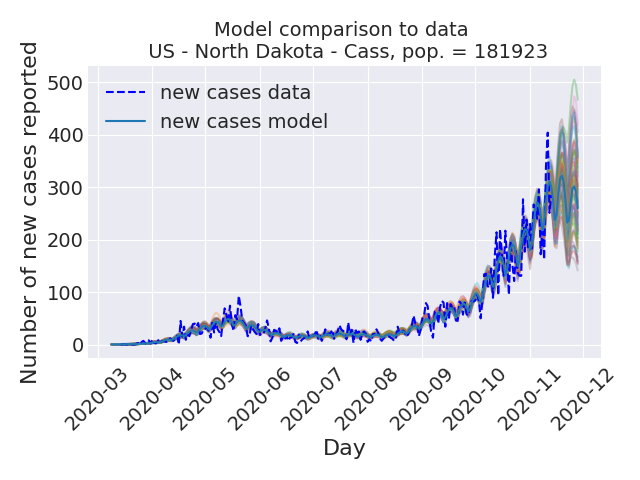 Model comparison to data
US - North Dakota - Cass, pop. = 181923
Number of new cases reported
500
400
300
200
100
0
new cases data
new cases model
2020-03
2020-04
2020-05
2020-06
2020-07
2020-08
2020-09
2020-10
2020-11
2020-12
Day